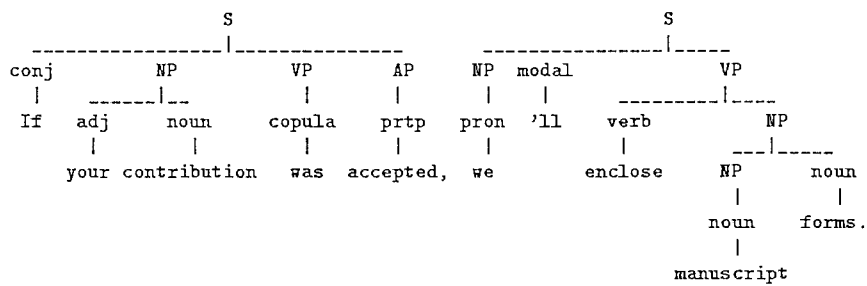 S S
conj NP VP AP NP modal VP
If adj noun copula prtp pron 'll verb NP
your contribution was accepted, we enclose NP noun
noun forms.
manuscript